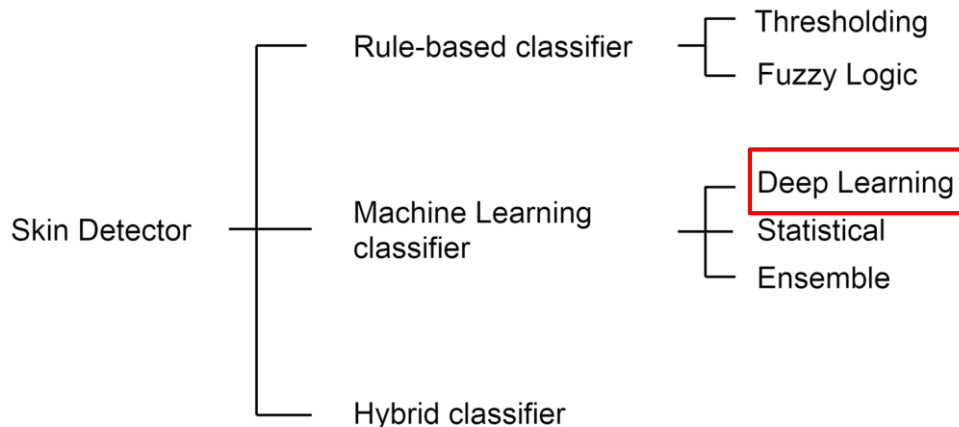 Thresholding
Rule-based classifier
Fuzzy Logic
Deep Learning
Machine Learning
classifier
Skin Detector
Statistical
Ensemble
Hybrid classifier